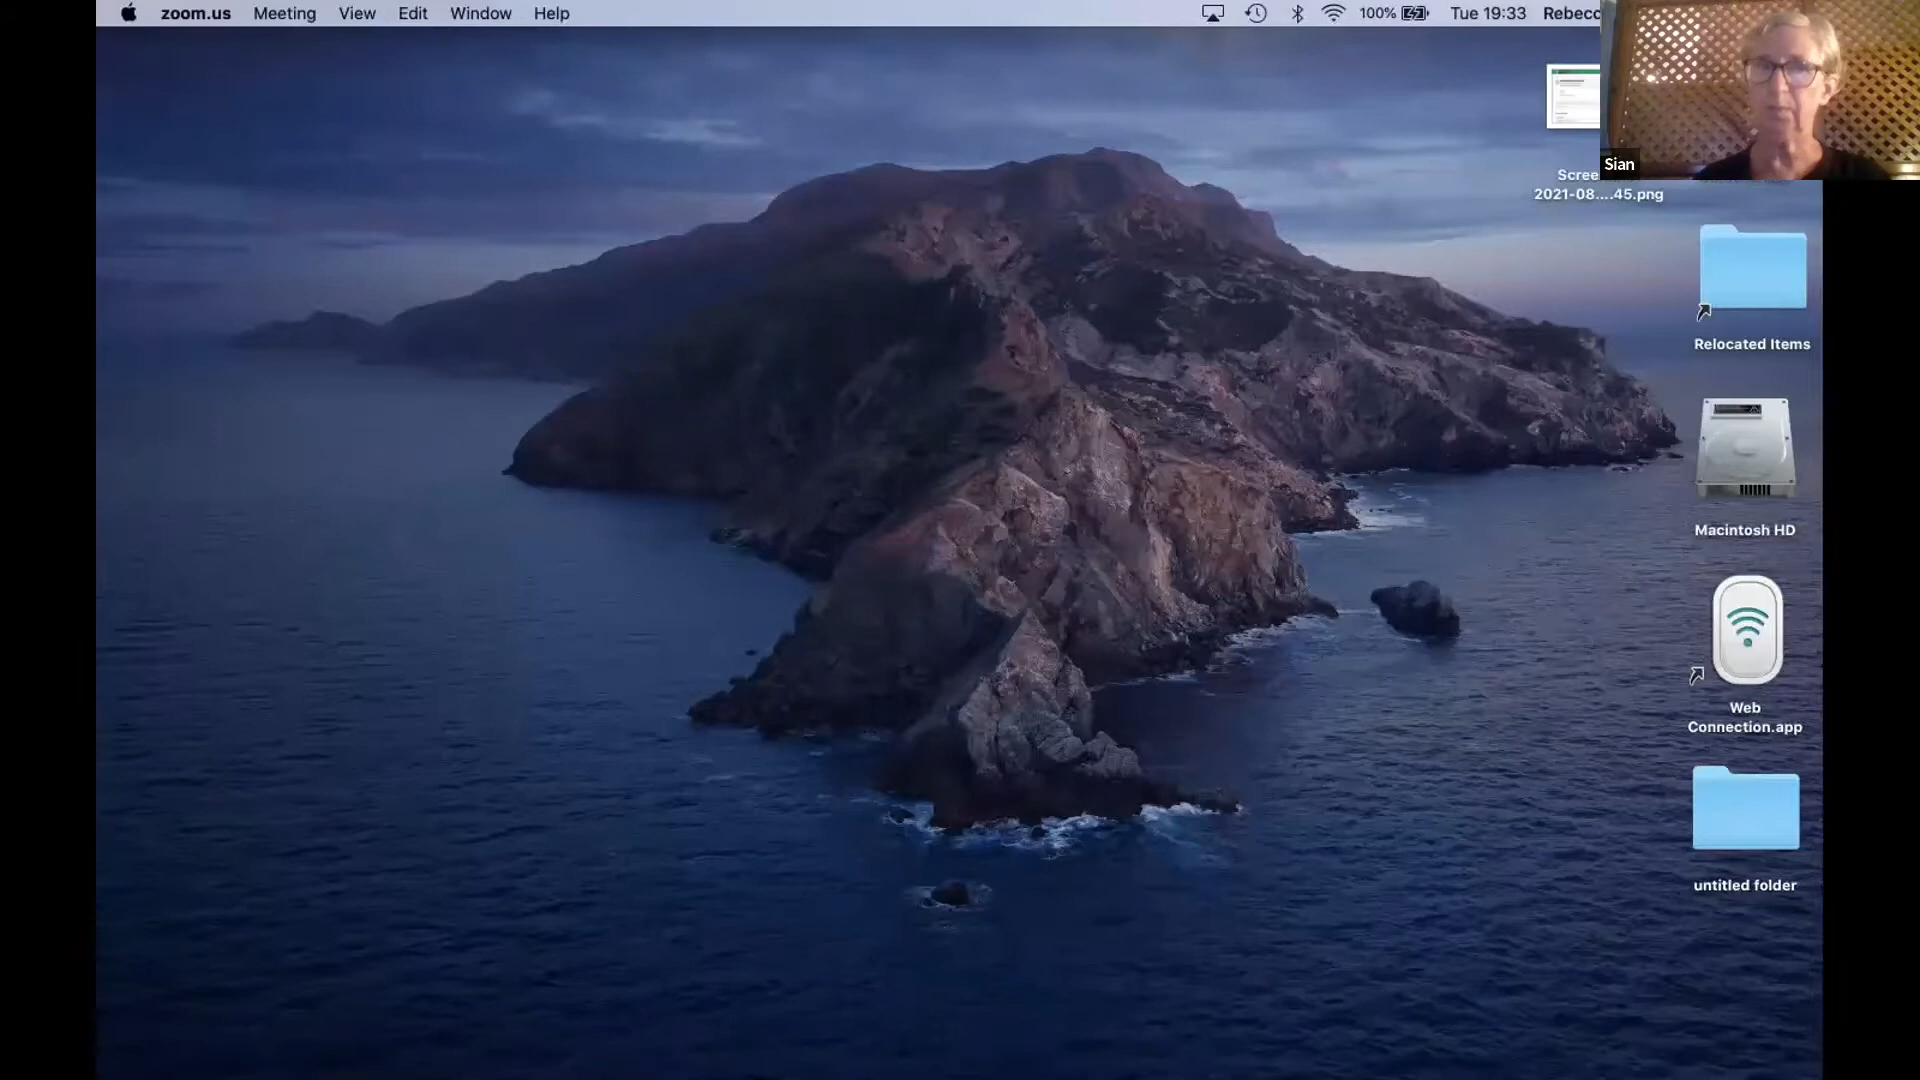 zoom.us Meeting View Edit Window Help 100% Tue 19:33 Rebecc
Sian
Scree
2021-08....45.png
Relocated Items
Macintosh HD
Web
Connection.app
untitled folder